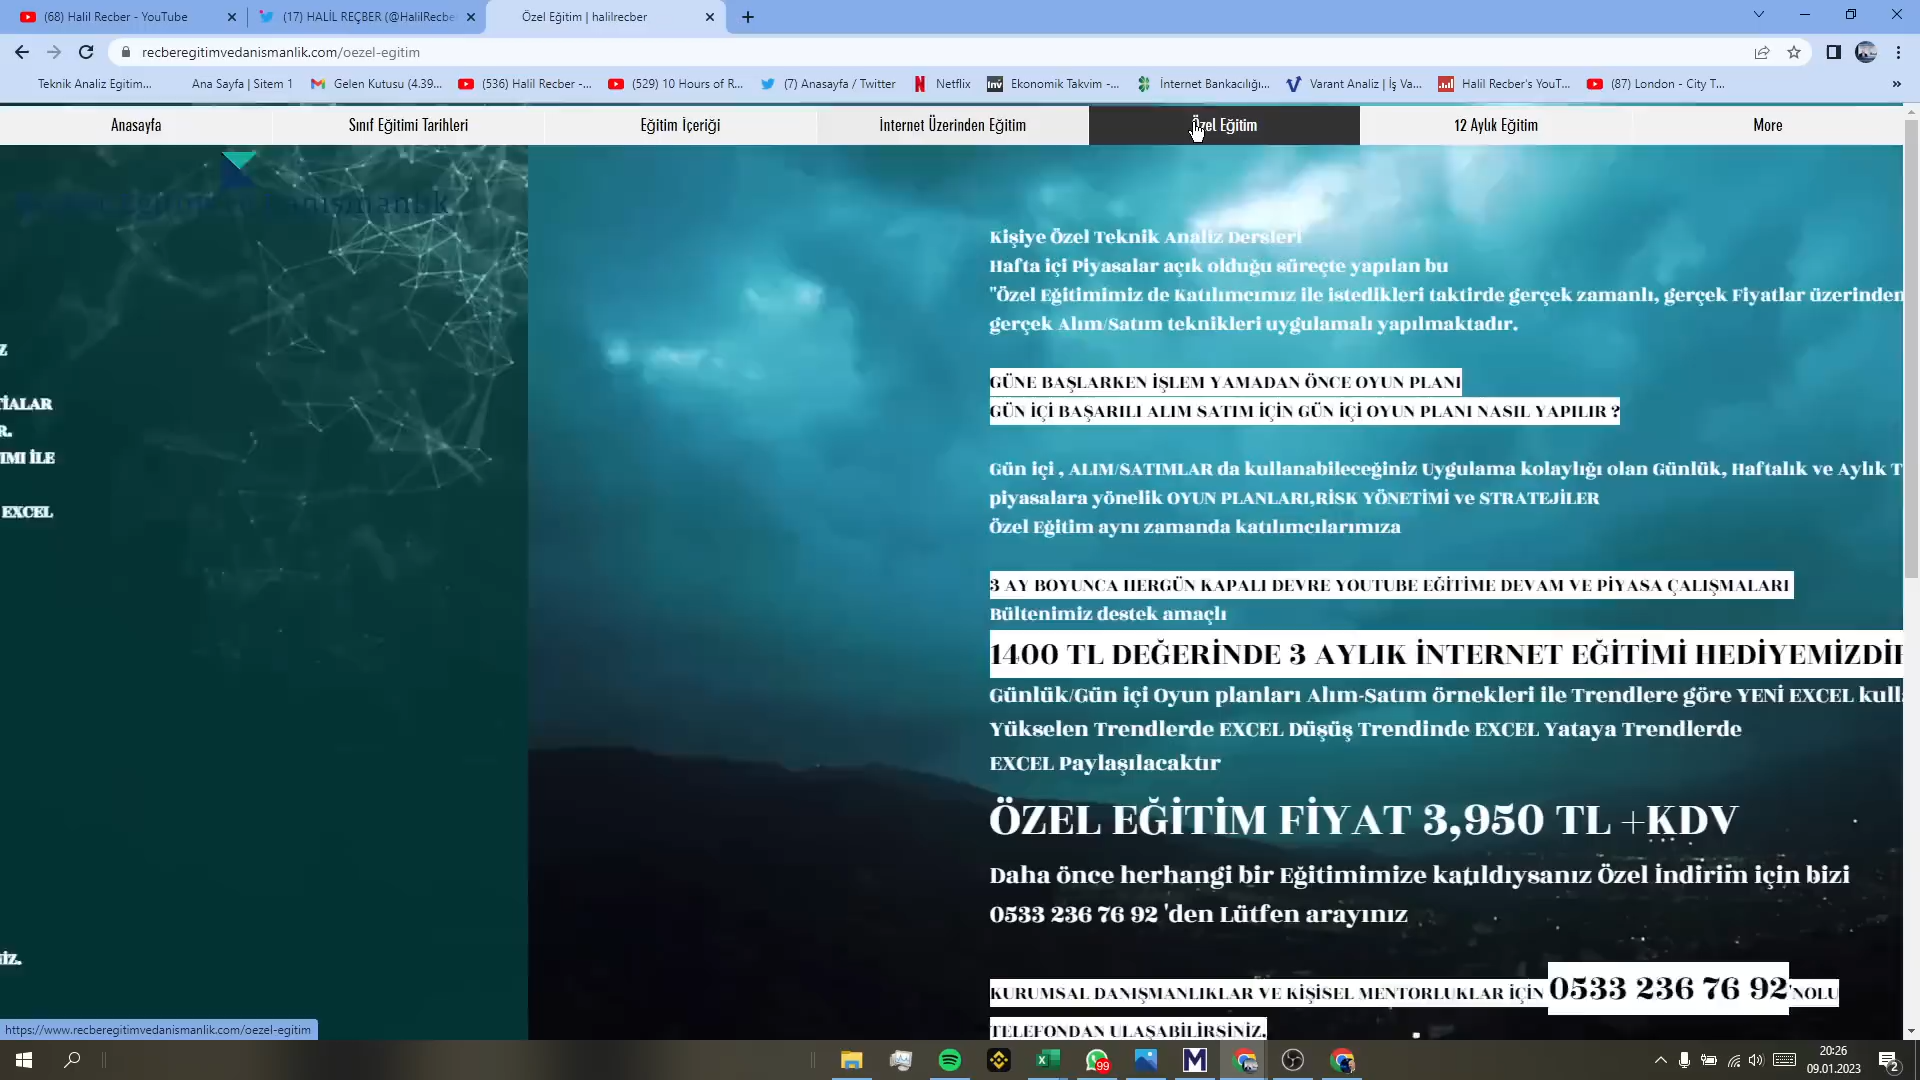 (68) Halil Recber - YouTube
(17) HALİL REÇBER (@HalilRecbe
Özel Eğitim | halilrecber
recberegitimvedanismanlik.com/oezel-egitim
Teknik Analiz Egitim...
Ana Sayfa | Sitem 1
Gelen Kutusu (4.39...
(536) Halil Recber -...
(529) 10 Hours of R...
(7) Anasayfa / Twitter
Netflix
Ekonomik Takvim -...
İnternet Bankacılığı...
Varant Analiz | İş Va...
Halil Recber's YouT...
(87) London - City T...
Anasayfa
Sınıf Eğitimi Tarihleri
Eğitim İçeriği
İnternet Üzerinden Eğitim
Özel Eğitim
12 Aylık Eğitim
More
Z
TİALAR
R.
IMI İLE
EXCEL
İZ.
Kişiye Özel Teknik Analiz Dersleri
Hafta içi Piyasalar açık olduğu süreçte yapılan bu
"Özel Eğitimimiz de Katılımcımız ile istedikleri taktirde gerçek zamanlı, gerçek Fiyatlar üzerinden
gerçek Alım/Satım teknikleri uygulamalı yapılmaktadır.
GÜNE BAŞLARKEN İŞLEM YAMADAN ÖNCE OYUN PLANI
GÜN İÇİ BAŞARILI ALIM SATIM İÇİN GÜN İÇİ OYUN PLANI NASIL YAPILIR ?
Gün içi , ALIM/SATIMLAR da kullanabileceğiniz Uygulama kolaylığı olan Günlük, Haftalık ve Aylık T
piyasalara yönelik OYUN PLANLARI,RİSK YÖNETİMİ ve STRATEJİLER
Özel Eğitim aynı zamanda katılımcılarımıza
3 AY BOYUNCA HERGÜN KAPALI DEVRE YOUTUBE EĞİTİME DEVAM VE PİYASA ÇALIŞMALARI
Bültenimiz destek amaçlı
1400 TL DEĞERİNDE 3 AYLIK İNTERNET EĞİTİMİ HEDİYEMİZDİR
Günlük/Gün içi Oyun planları Alım-Satım örnekleri ile Trendlere göre YENİ EXCEL kull
Yükselen Trendlerde EXCEL Düşüş Trendinde EXCEL Yataya Trendlerde
EXCEL Paylaşılacaktır
ÖZEL EĞİTİM FİYAT 3,950 TL +KDV
Daha önce herhangi bir Eğitimimize katıldıysanız Özel İndirim için bizi
0533 236 76 92 'den Lütfen arayınız
KURUMSAL DANIŞMANLIKLAR VE KİŞİSEL MENTORLUKLAR İÇİN 0533 236 76 92'NOLU
TELEFONDAN ULAŞABİLİRSİNİZ.
https://www.recberegitimvedanismanlik.com/oezel-egitim
99
20:26
09.01.2023
2